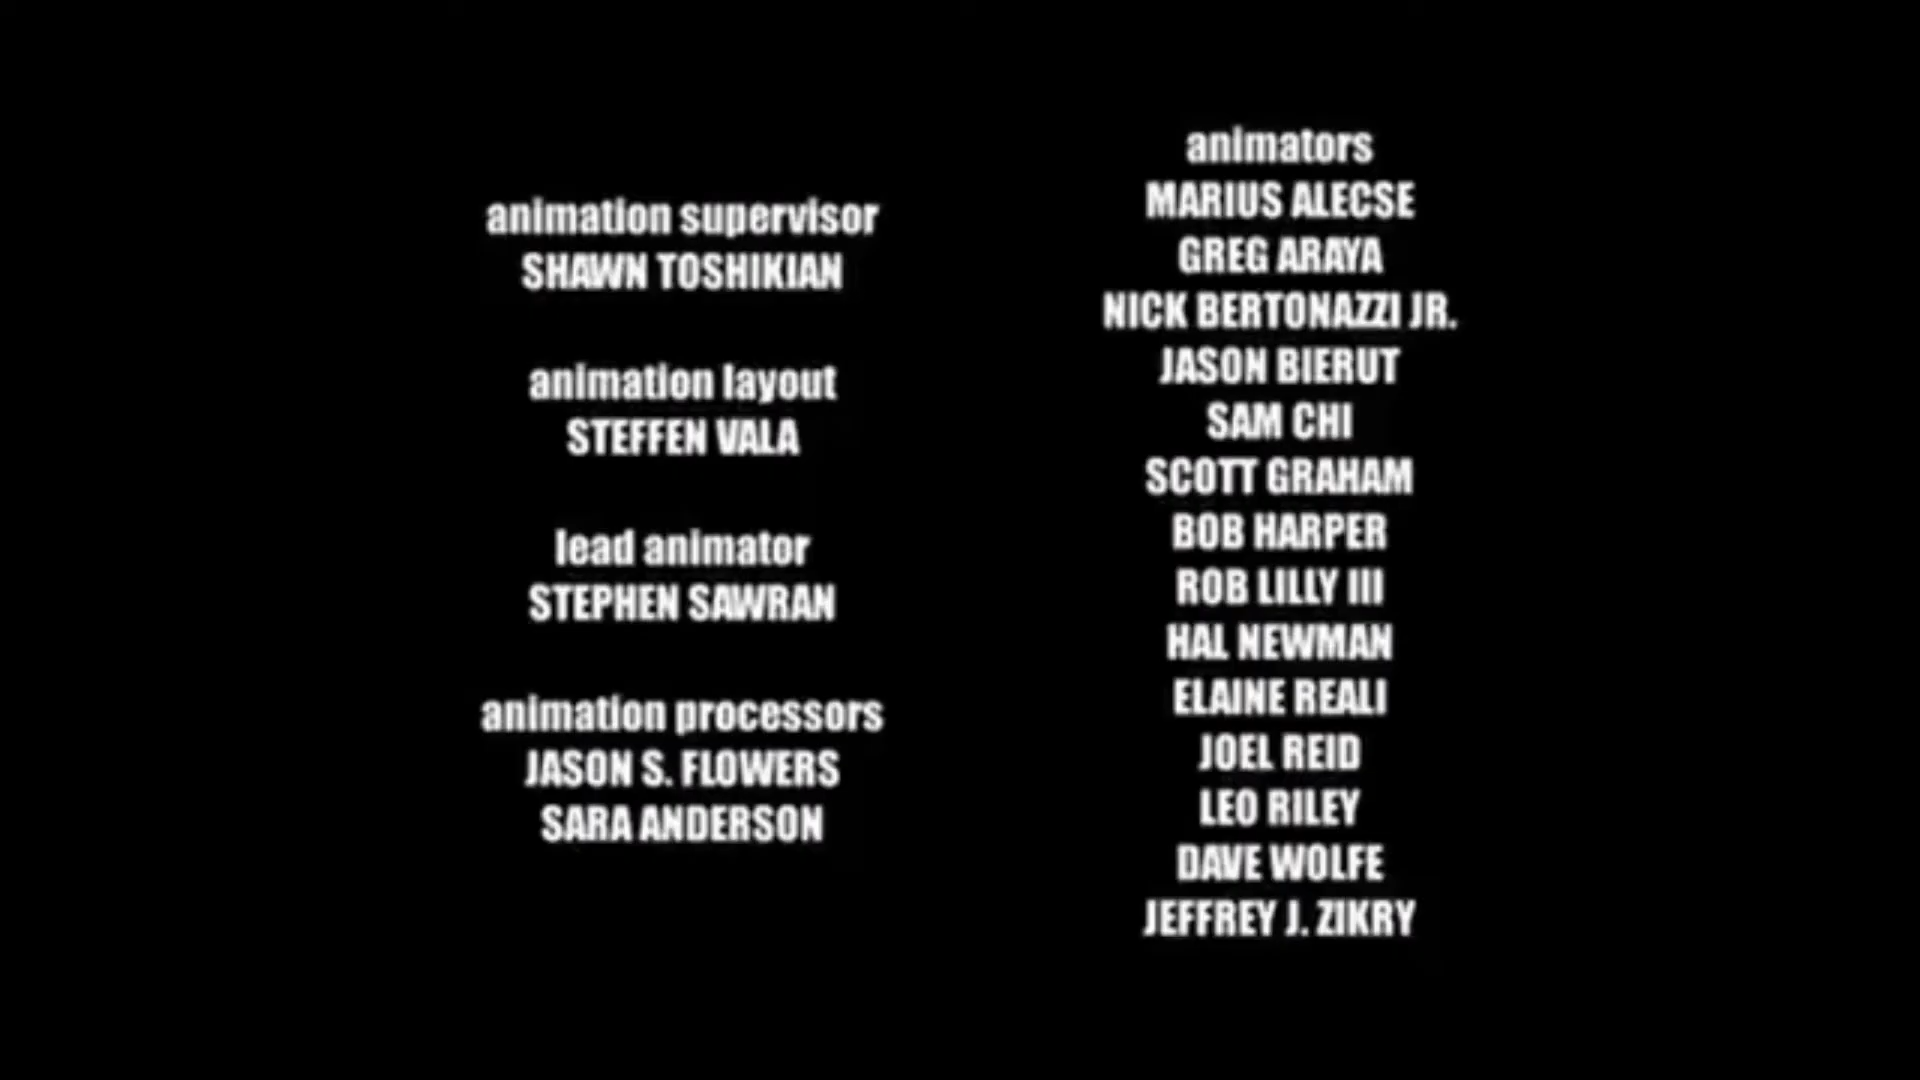 animation supervisor
SHAWN TOSHIKIAN
animation layout
STEFFEN VALA
lead animator
STEPHEN SAWRAN
animation processors
JASON S. FLOWERS
SARA ANDERSON
animators
MARIUS ALECSE
GREG ARAYA
NICK BERTONAZZI JR.
JASON BIERUT
SAM CHI
SCOTT GRAHAM
BOB HARPER
ROB LILLY III
HAL NEWMAN
ELAINE REALI
JOEL REID
LEO RILEY
DAVE WOLFE
JEFFREY J. ZIKRY